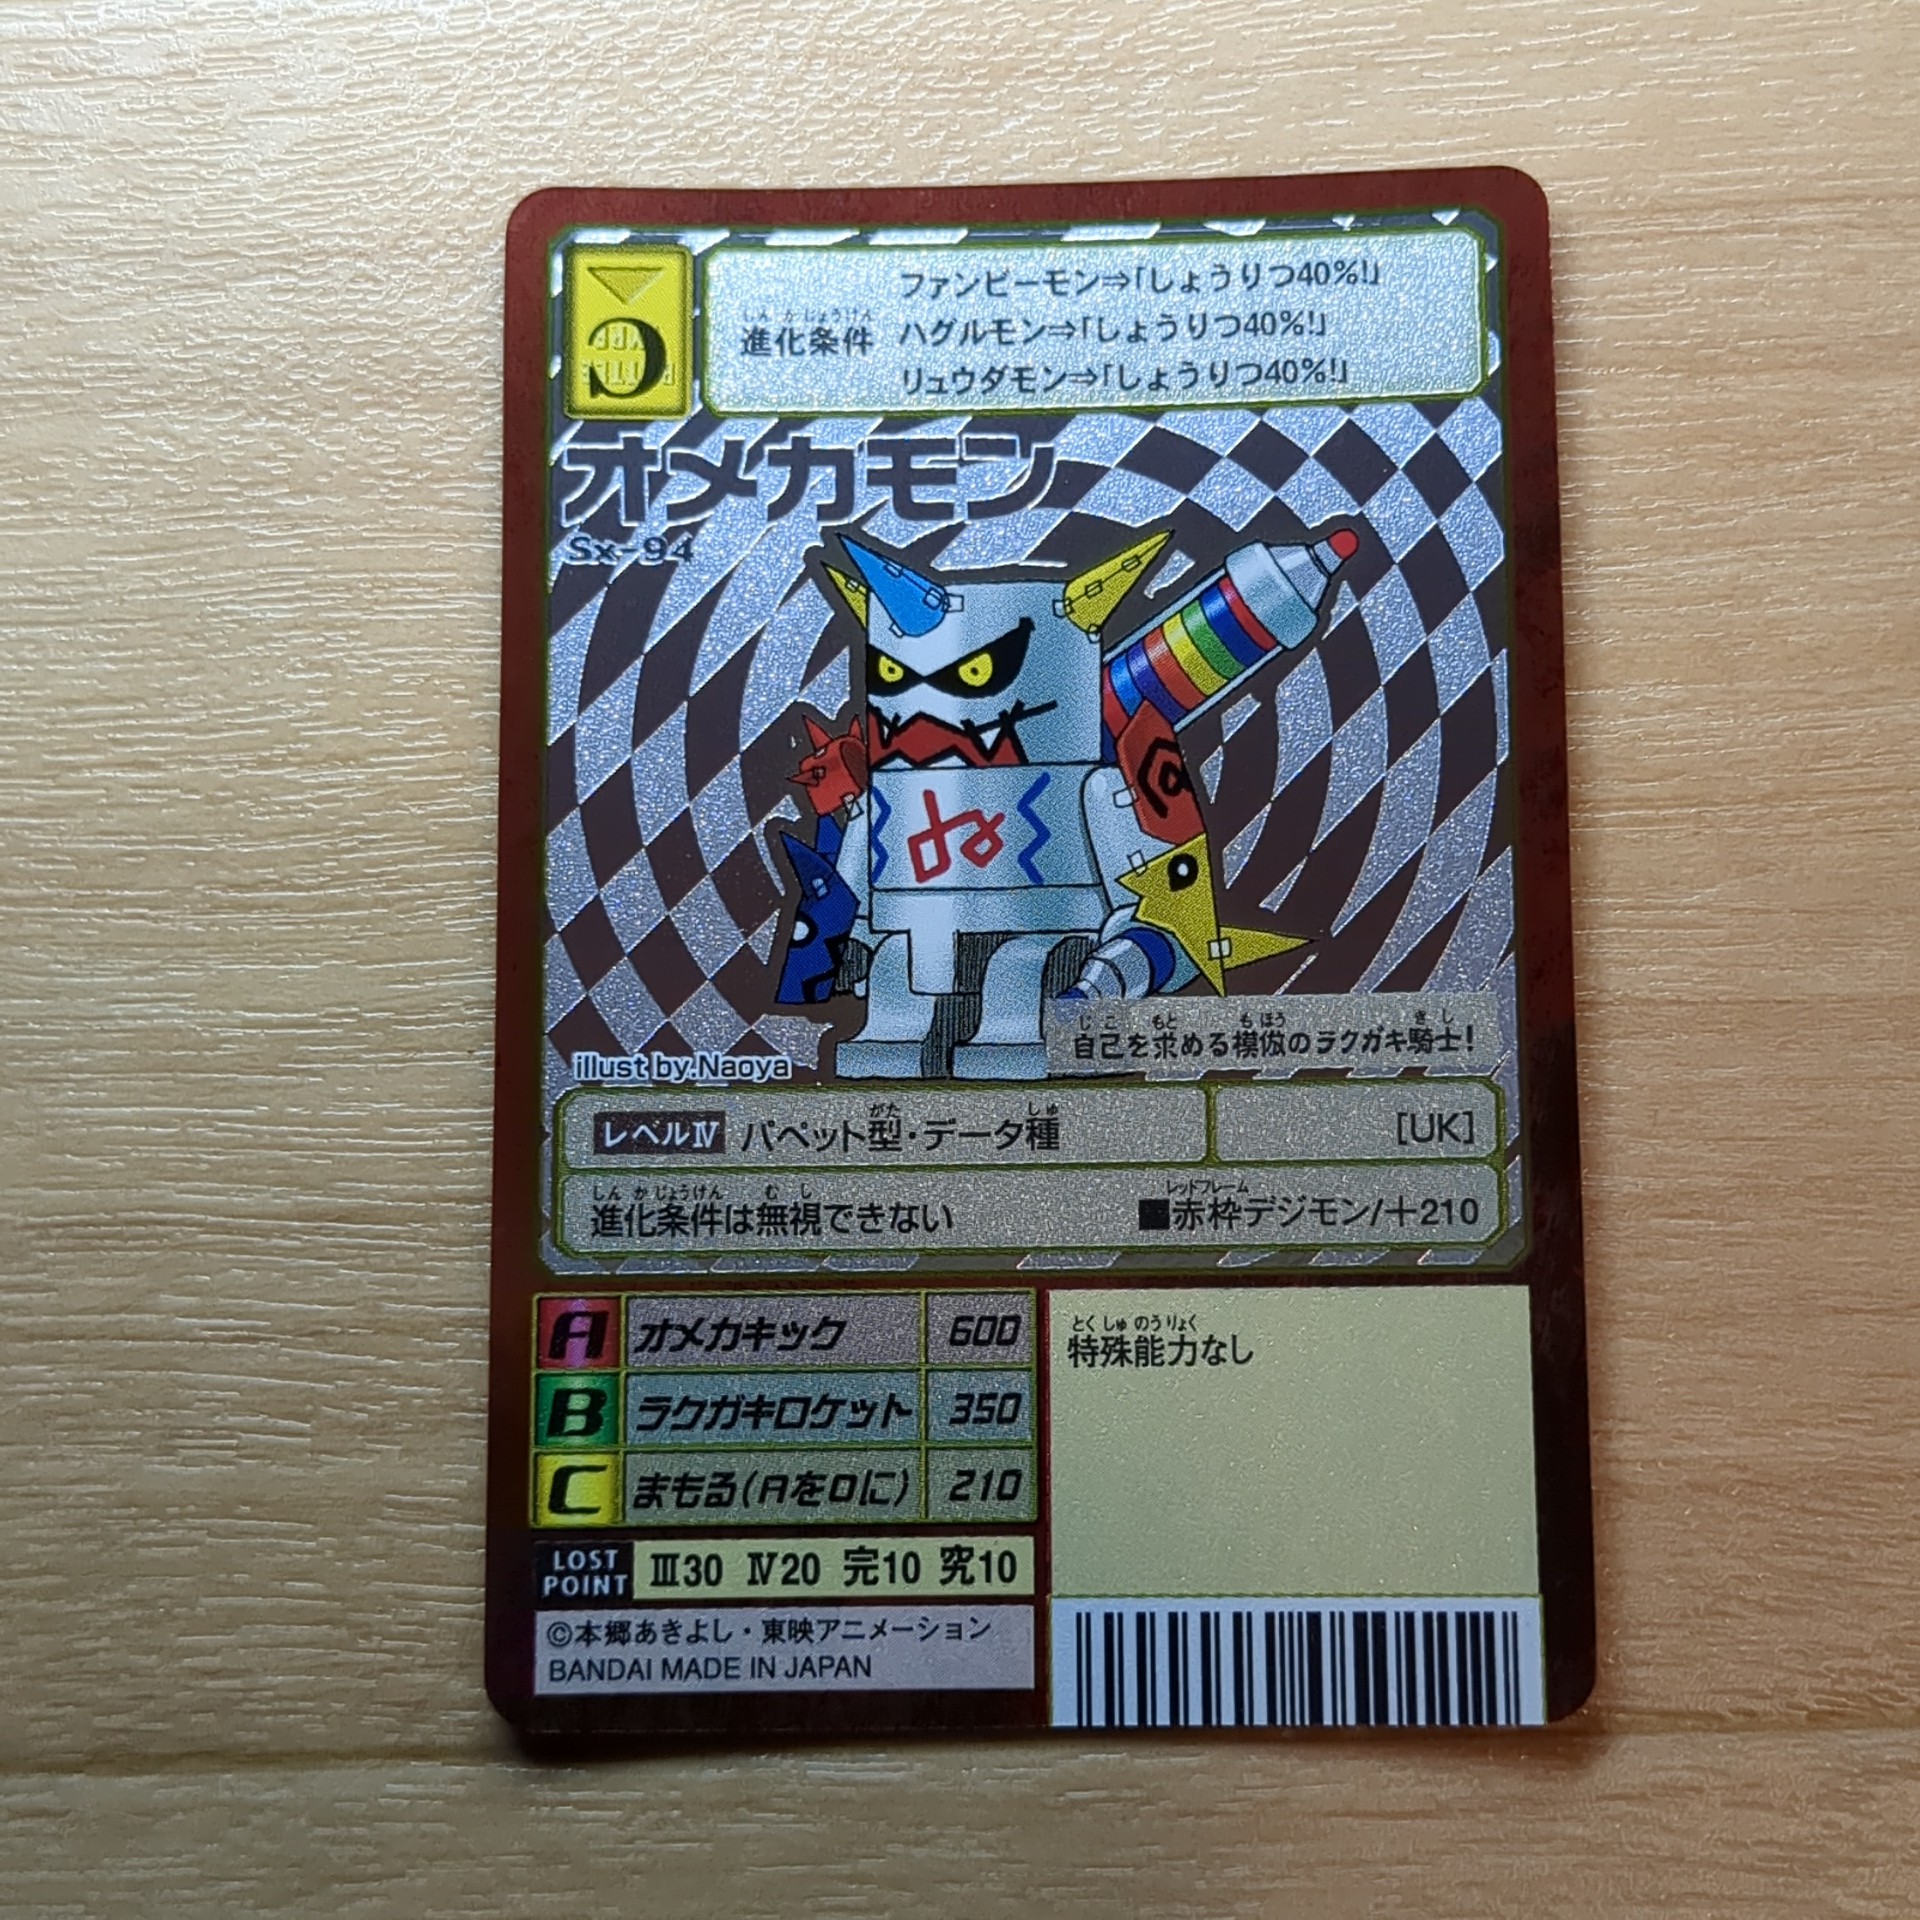 しんかじょうけん
進化条件
ファンビーモン⇒「しょうりつ40%!」
ハグルモン⇒「しょうりつ40%!」
リュウダモン⇒「しょうりつ40%!」
C
オメカモン
Sx-94
ね
illust by.Naoya
じこ もと もほう きし
自己を求める模倣のラクガキ騎士!
がた しゅ
レベルⅣ パペット型・データ種 [UK]
しんかじょうけん むし レッドフレーム
進化条件は無視できない ■赤枠デジモン/+210
A オメカキック 600
B ラクガキロケット 350
C まもる(Aを0に) 210
LOST POINT Ⅲ30 Ⅳ20 完10 究10
とくしゅのうりょく
特殊能力なし
©本郷あきよし・東映アニメーション
BANDAI MADE IN JAPAN